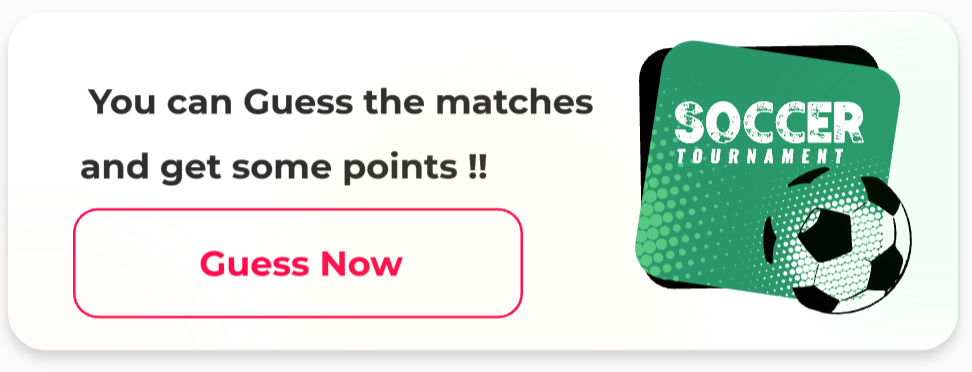 You can Guess the matches
and get some points !!
Guess Now
SOCCER
TOURNAMENT